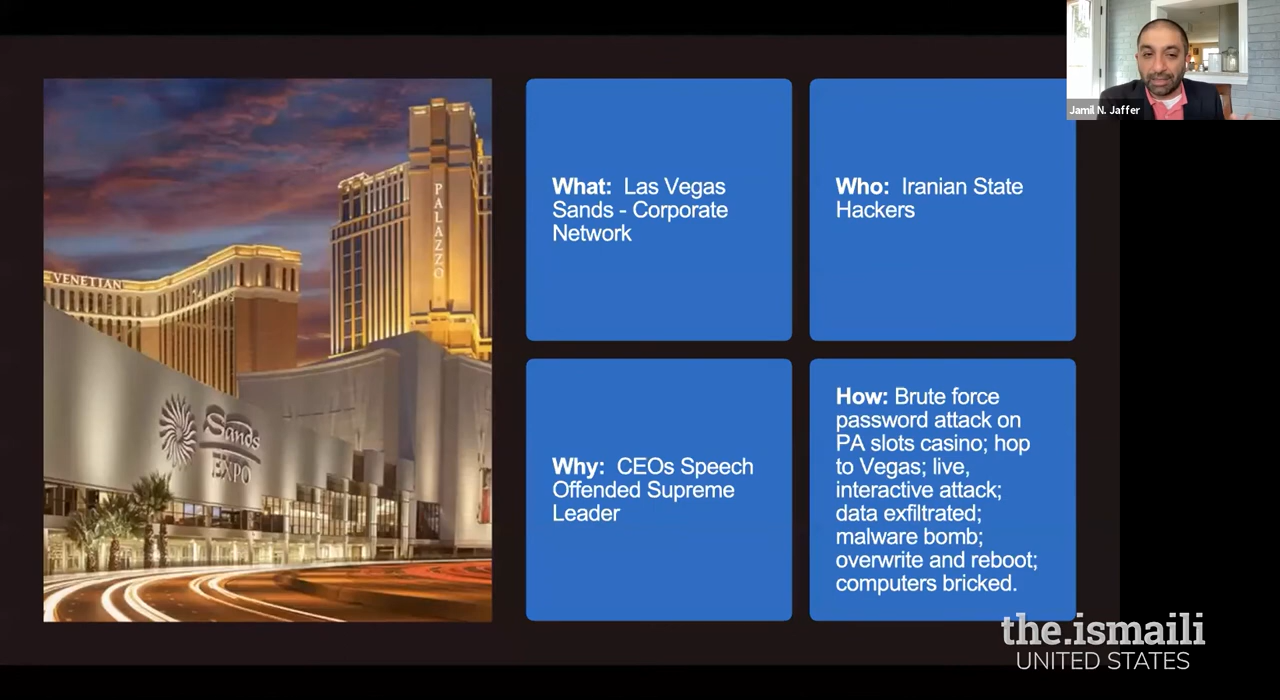 Jamil N. Jaffer
VENETIAN
PALAZZO
Sands
EXPO
What: Las Vegas
Sands - Corporate
Network
Who: Iranian State
Hackers
Why: CEOs Speech
Offended Supreme
Leader
How: Brute force
password attack on
PA slots casino; hop
to Vegas; live,
interactive attack;
data exfiltrated;
malware bomb;
overwrite and reboot;
computers bricked.
the.ismaili
UNITED STATES